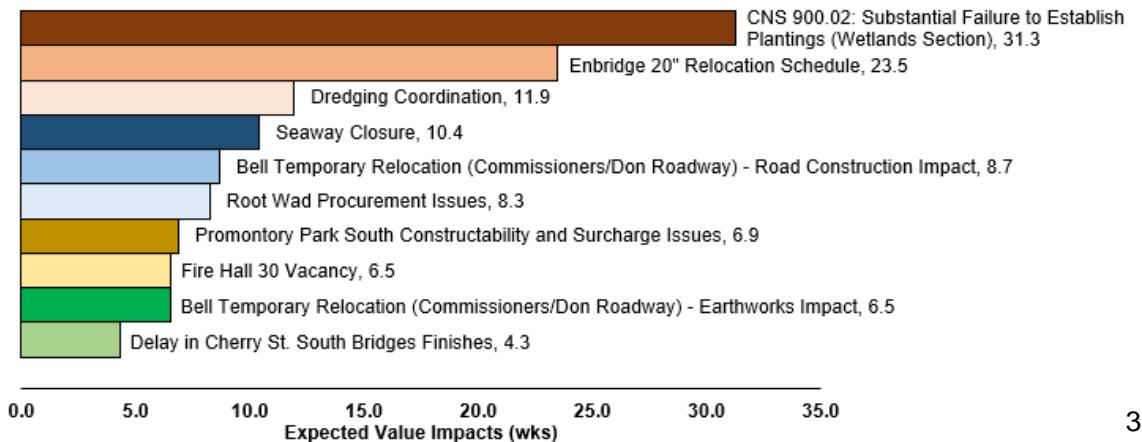 CNS 900.02: Substantial Failure to Establish
Plantings (Wetlands Section), 31.3
Enbridge 20" Relocation Schedule, 23.5
Dredging Coordination, 11.9
Seaway Closure, 10.4
Bell Temporary Relocation (Commissioners/Don Roadway) - Road Construction Impact, 8.7
Root Wad Procurement Issues, 8.3
Promontory Park South Constructability and Surcharge Issues, 6.9
Fire Hall 30 Vacancy, 6.5
Bell Temporary Relocation (Commissioners/Don Roadway) - Earthworks Impact, 6.5
Delay in Cherry St. South Bridges Finishes, 4.3
0.0 5.0 10.0 15.0 20.0 25.0 30.0 35.0
Expected Value Impacts (wks)
3